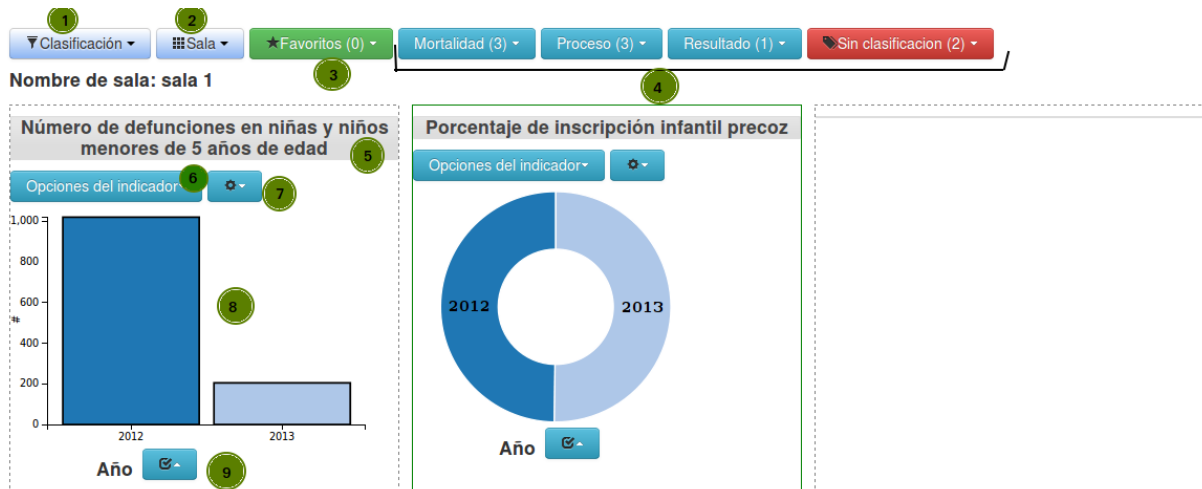 1
2
Clasificación
Sala
Favoritos (0)
Mortalidad (3)
Proceso (3)
Resultado (1)
Sin clasificacion (2)
3
4
Nombre de sala: sala 1
Número de defunciones en niñas y niños
menores de 5 años de edad
5
Opciones del indicador
6
7
1,000
800
600
400
200
0
#
8
2012
2013
Año
9
Porcentaje de inscripción infantil precoz
Opciones del indicador
2012
2013
Año